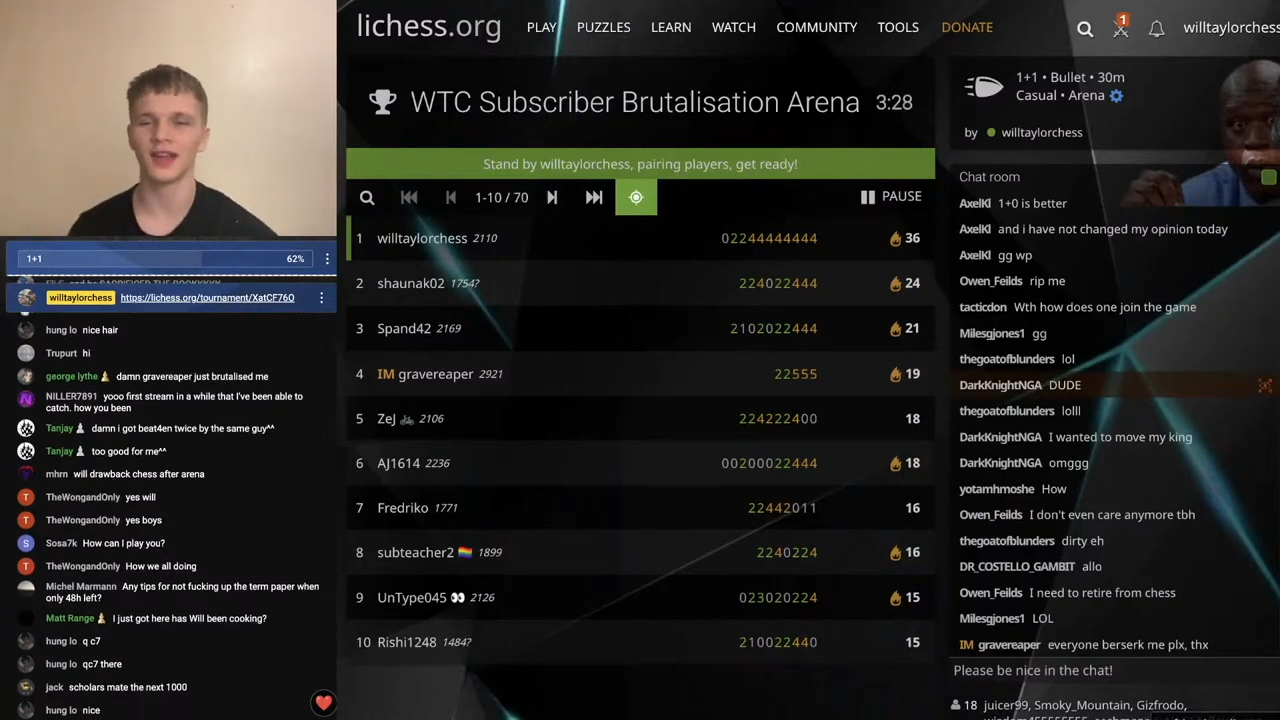 lichess.org
PLAY PUZZLES LEARN WATCH COMMUNITY TOOLS DONATE
1
willtaylorchess
WTC Subscriber Brutalisation Arena 3:28
Stand by willtaylorchess, pairing players, get ready!
1-10 / 70
PAUSE
1 willtaylorchess 2110 02244444444 36
2 shaunak02 1754? 224022444 24
3 Spand42 2169 2102022444 21
4 IM gravereaper 2921 22555 19
5 ZeJ 2106 224222400 18
6 AJ1614 2236 00200022444 18
7 Fredriko 1771 22442011 16
8 subteacher2 1899 2240224 16
9 UnType045 2126 023020224 15
10 Rishi1248 1484? 210022440 15
1+1 • Bullet • 30m
Casual • Arena
by willtaylorchess
Chat room
AxelKl 1+0 is better
AxelKl and i have not changed my opinion today
AxelKl gg wp
Owen_Feilds rip me
tacticdon Wth how does one join the game
Milesgjones1 gg
thegoatofblunders lol
DarkKnightNGA DUDE
thegoatofblunders lolll
DarkKnightNGA I wanted to move my king
DarkKnightNGA omggg
yotamhmoshe How
Owen_Feilds I don't even care anymore tbh
thegoatofblunders dirty eh
DR_COSTELLO_GAMBIT allo
Owen_Feilds I need to retire from chess
Milesgjones1 LOL
IM gravereaper everyone berserk me plx, thx
Please be nice in the chat!
18 juicer99, Smoky_Mountain, Gizfrodo,
1+1 62%
willtaylorchess https://lichess.org/tournament/XatCF76O
hung lo nice hair
Trupurt hi
george lythe damn gravereaper just brutalised me
NILLER7891 yooo first stream in a while that I've been able to
catch. how you been
Tanjay damn i got beat4en twice by the same guy^^
Tanjay too good for me^^
mhrn will drawback chess after arena
TheWongandOnly yes will
TheWongandOnly yes boys
Sosa7k How can I play you?
TheWongandOnly How we all doing
Michel Marmann Any tips for not fucking up the term paper when
only 48h left?
Matt Range I just got here has Will been cooking?
hung lo q c7
hung lo qc7 there
jack scholars mate the next 1000
hung lo nice